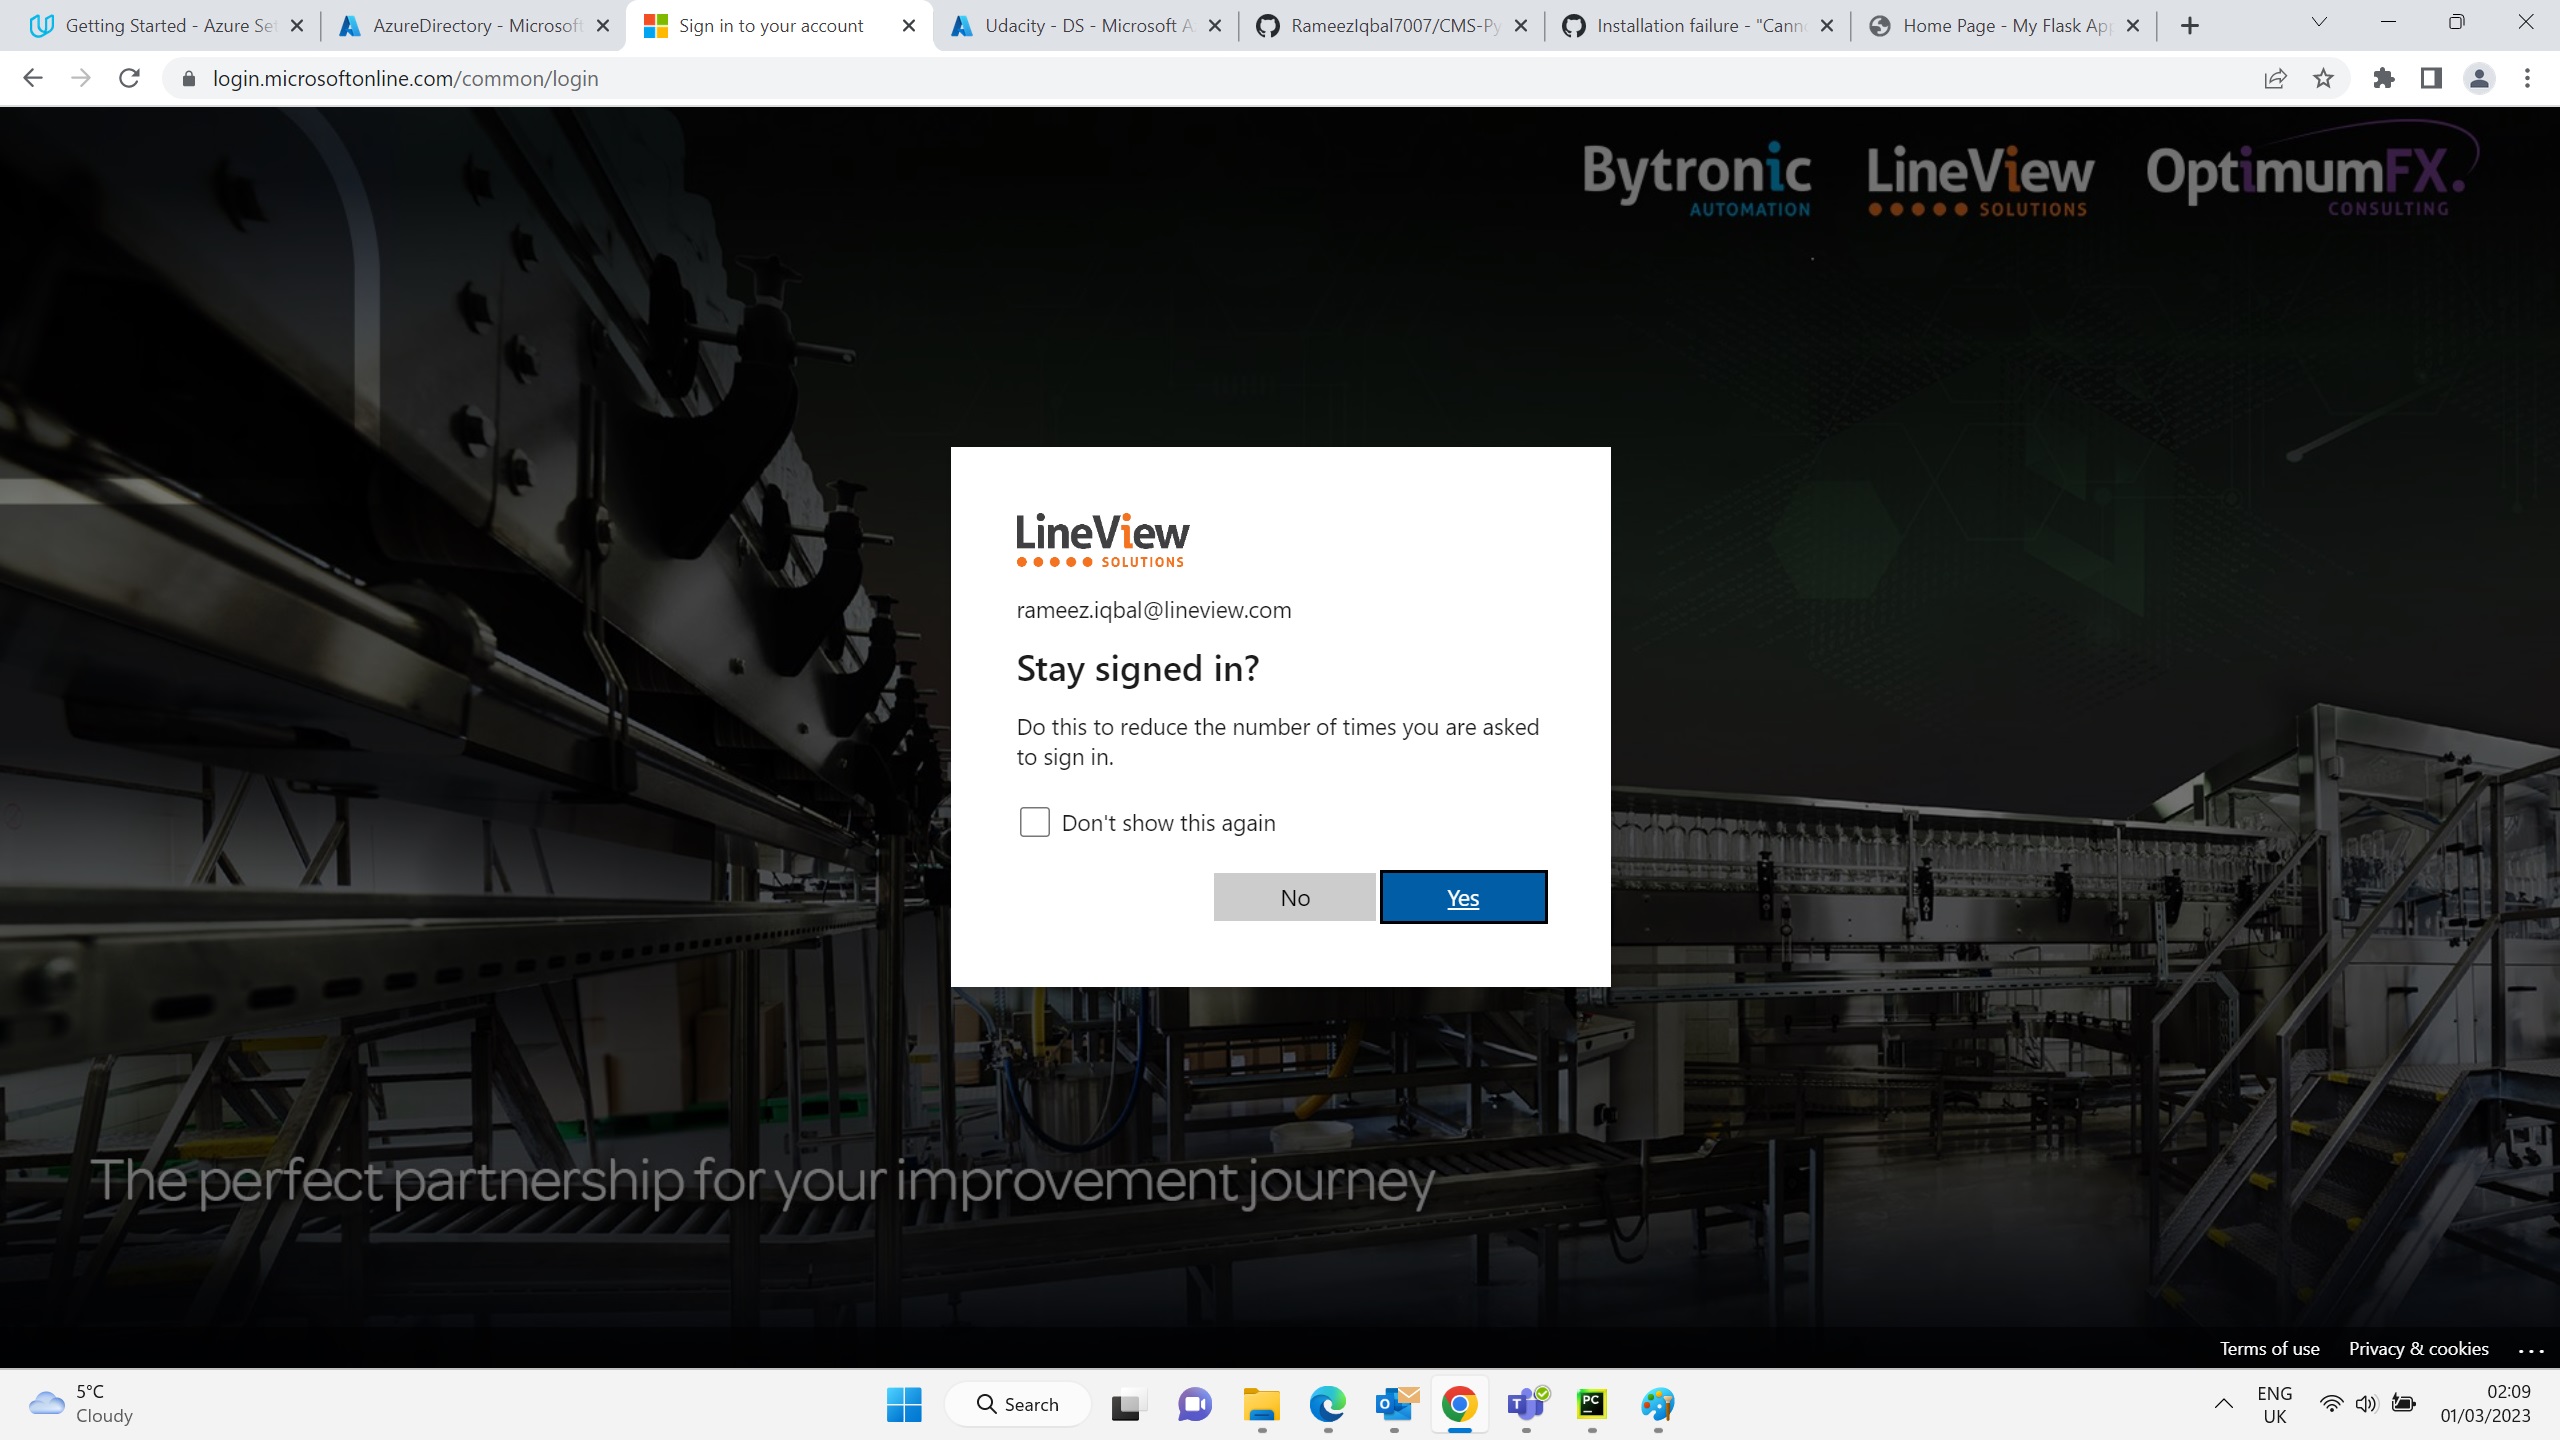 Getting Started - Azure Set
AzureDirectory - Microsoft
Sign in to your account
Udacity - DS - Microsoft A
RameezIqbal7007/CMS-Py
Installation failure - "Canno
Home Page - My Flask App
login.microsoftonline.com/common/login
Bytronic
AUTOMATION
LineView
SOLUTIONS
OptimumFX.
CONSULTING
LineView
SOLUTIONS
rameez.iqbal@lineview.com
Stay signed in?
Do this to reduce the number of times you are asked
to sign in.
Don't show this again
No
Yes
The perfect partnership for your improvement journey
Terms of use
Privacy & cookies
...
5°C
Cloudy
Search
ENG
UK
02:09
01/03/2023